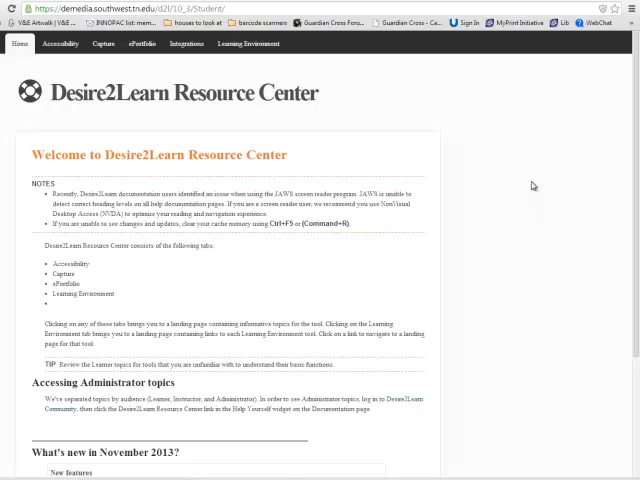 https://demedia.southwest.tn.edu/d2l/10_3/Student/
V&E Artwalk | V&E ... INNOPAC list: mem... houses to look at barcode scanners Guardian Cross Foru... Guardian Cross - Ca... Sign In MyPrint Initiative Lib WebChat
Home Accessibility Capture ePortfolio Integrations Learning Environment
Desire2Learn Resource Center
Welcome to Desire2Learn Resource Center
NOTES
• Recently, Desire2Learn documentation users identified an issue when using the JAWS screen reader program. JAWS is unable to
detect correct heading levels on all help documentation pages. If you are a screen reader user, we recommend you use NonVisual
Desktop Access (NVDA) to optimize your reading and navigation experience.
• If you are unable to see changes and updates, clear your cache memory using Ctrl+F5 or (Command+R).
Desire2Learn Resource Center consists of the following tabs:
• Accessibility
• Capture
• ePortfolio
• Learning Environment
•
Clicking on any of these tabs brings you to a landing page containing informative topics for the tool. Clicking on the Learning
Environment tab brings you to a landing page containing links to each Learning Environment tool. Click on a link to navigate to a landing
page for that tool.
TIP Review the Learner topics for tools that you are unfamiliar with to understand their basic functions.
Accessing Administrator topics
We've separated topics by audience (Learner, Instructor, and Administrator). In order to see Administrator topics, log in to Desire2Learn
Community, then click the Desire2Learn Resource Center link in the Help Yourself widget on the Documentation page.
What's new in November 2013?
New features